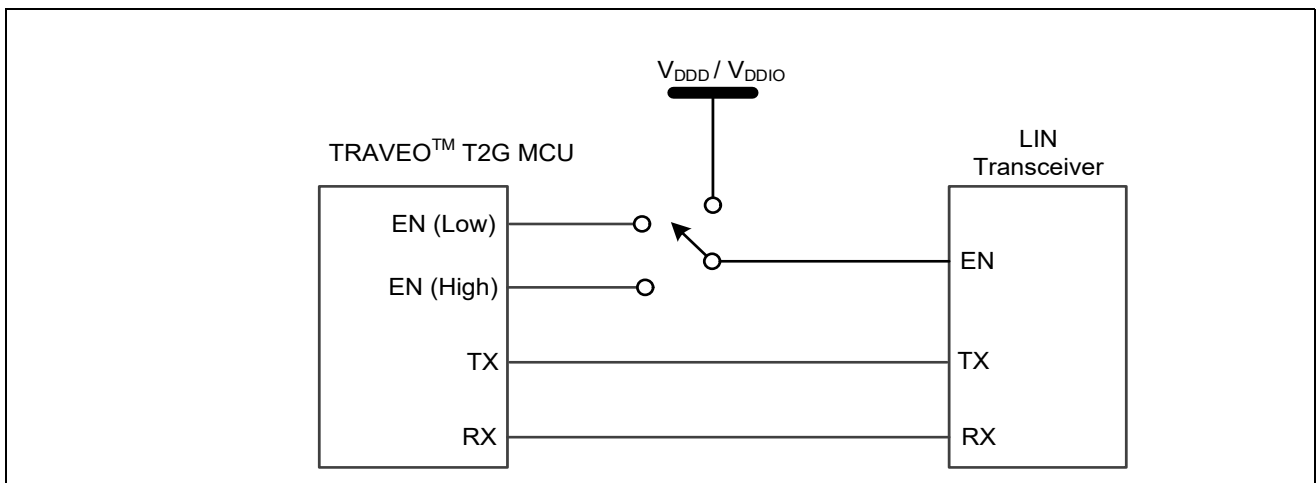 VDDD / VDDIO
TRAVEO™ T2G MCU
LIN
Transceiver
EN (Low)
EN (High)
EN
TX
TX
RX
RX